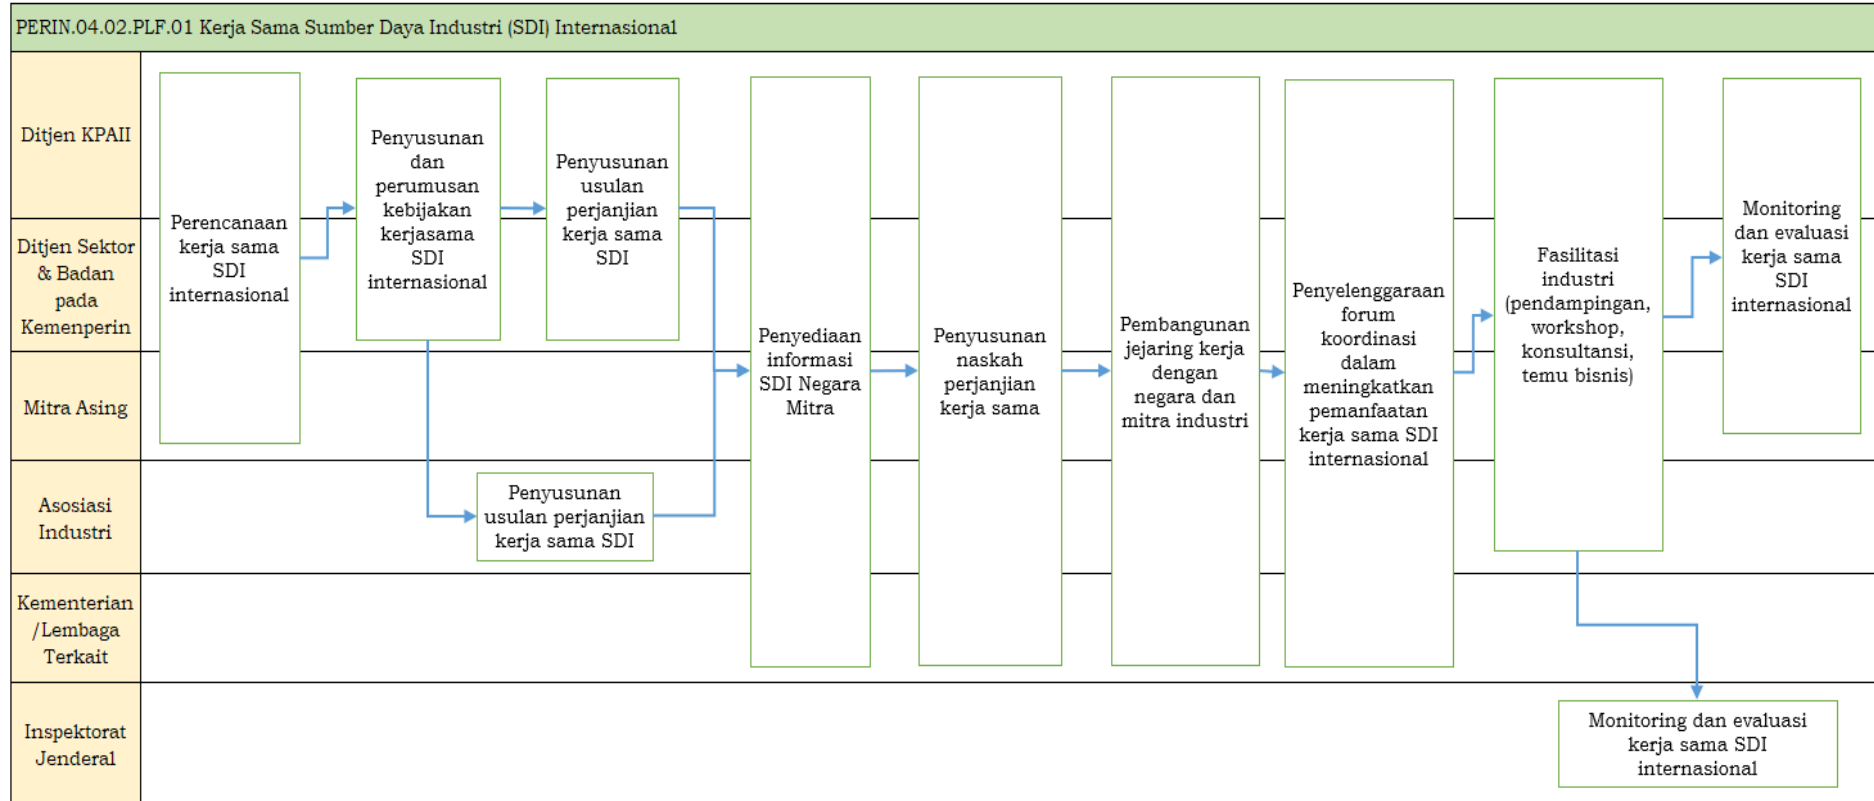 PERIN.04.02.PLF.01 Kerja Sama Sumber Daya Industri (SDI) Internasional
Ditjen KPAII
Ditjen Sektor
& Badan
pada
Kemenperin
Mitra Asing
Asosiasi
Industri
Kementerian
/Lembaga
Terkait
Inspektorat
Jenderal
Perencanaan
kerja sama
SDI
internasional
Penyusunan
dan
perumusan
kebijakan
kerjasama
SDI
internasional
Penyusunan
usulan
perjanjian
kerja sama
SDI
Penyusunan
usulan perjanjian
kerja sama SDI
Penyediaan
informasi
SDI Negara
Mitra
Penyusunan
naskah
perjanjian
kerja sama
Pembangunan
jejaring kerja
dengan
negara dan
mitra industri
Penyelenggaraan
forum
koordinasi
dalam
meningkatkan
pemanfaatan
kerja sama SDI
internasional
Fasilitasi
industri
(pendampingan,
workshop,
konsultansi,
temu bisnis)
Monitoring
dan evaluasi
kerja sama
SDI
internasional
Monitoring dan evaluasi
kerja sama SDI
internasional